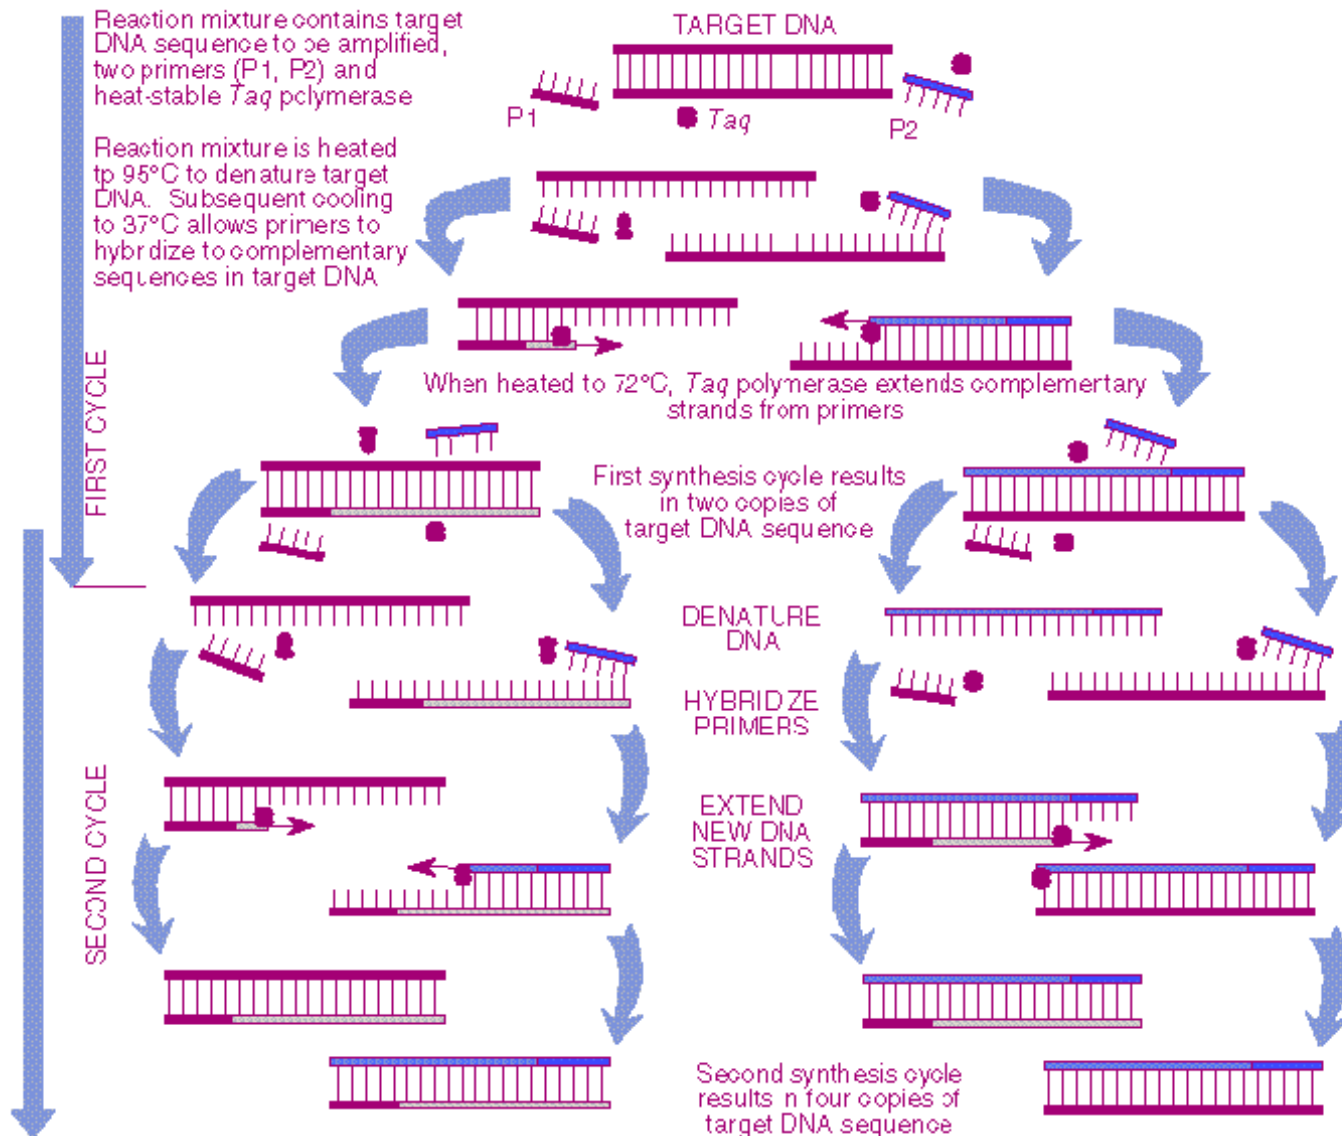 Reaction mixture contains target
DNA sequence to be amplified,
two primers (P1, P2) and
heat-stable Taq polymerase
TARGET DNA
P1
Taq
P2
Reaction mixture is heated
tp 95°C to denature target
DNA. Subsequent cooling
to 37°C allows primers to
hybridize to complementary
sequences in target DNA
FIRST CYCLE
When heated to 72°C, Taq polymerase extends complementary
strands from primers
First synthesis cycle results
in two copies of
target DNA sequence
DENATURE
DNA
HYBRIDZE
PRIMERS
SECOND CYCLE
EXTEND
NEW DNA
STRANDS
Second synthesis cycle
results n four copies of
target DNA sequence